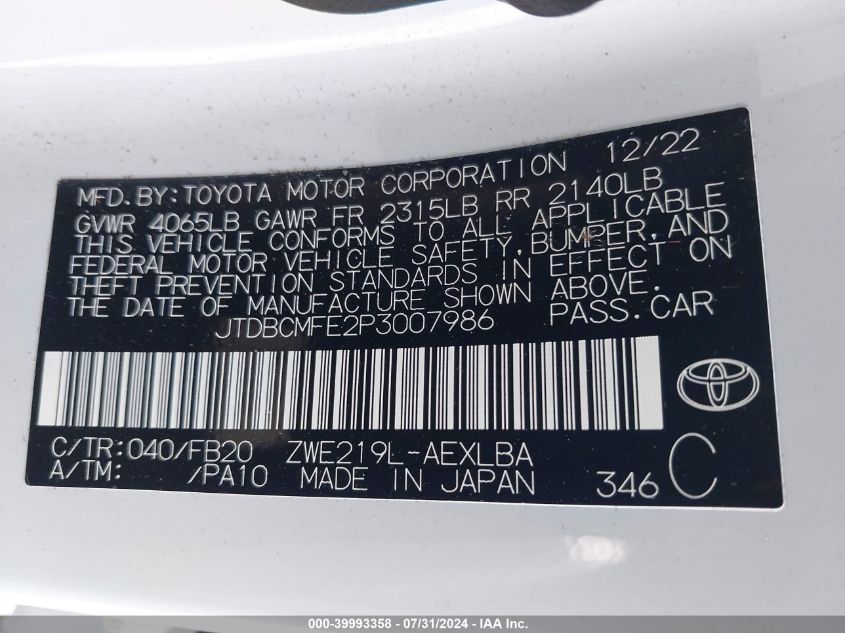 12/22
MFD. BY: TOYOTA MOTOR CORPORATION
GVWR 4065LB GAWR FR 2315LB RR 2140LB
THIS VEHICLE CONFORMS TO ALL APPLICABLE
FEDERAL MOTOR VEHICLE SAFETY, BUMPER, AND
THEFT PREVENTION STANDARDS IN EFFECT ON
THE DATE OF MANUFACTURE SHOWN ABOVE.
JTDBCMFE2P3007986 PASS. CAR
C/TR: 040/FB20 ZWE219L-AEXLBA
A/TM: /PA10 MADE IN JAPAN 346 C
000-39993358 - 07/31/2024 - IAA Inc.